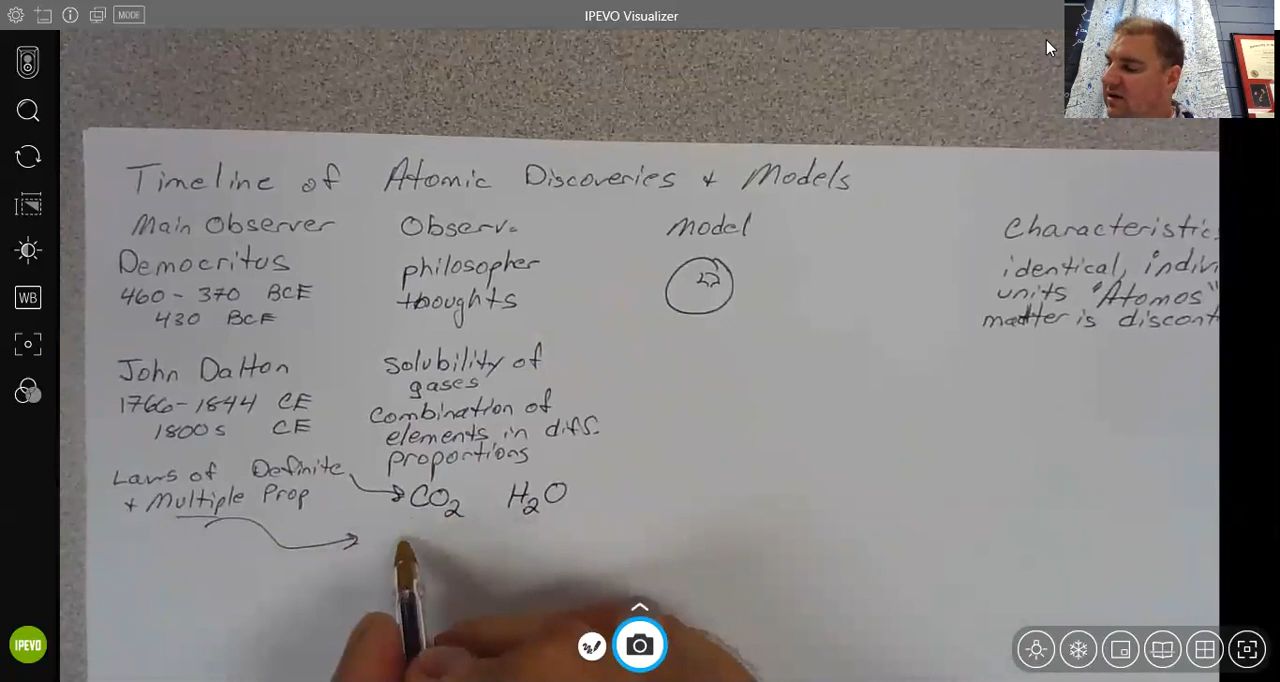 MODE
IPEVO Visualizer
WB
IPEVO
Timeline of Atomic Discoveries + Models
Main Observer Observ. Model Characteristics
Democritus philosopher identical, indiv
460 - 370 BCE thoughts ?? units "Atomos"
430 BCE matter is discont
John Dalton solubility of
gases
1766-1844 CE combination of
1800s CE elements in diff.
proportions
Laws of Definite
+ Multiple Prop CO2 H2O